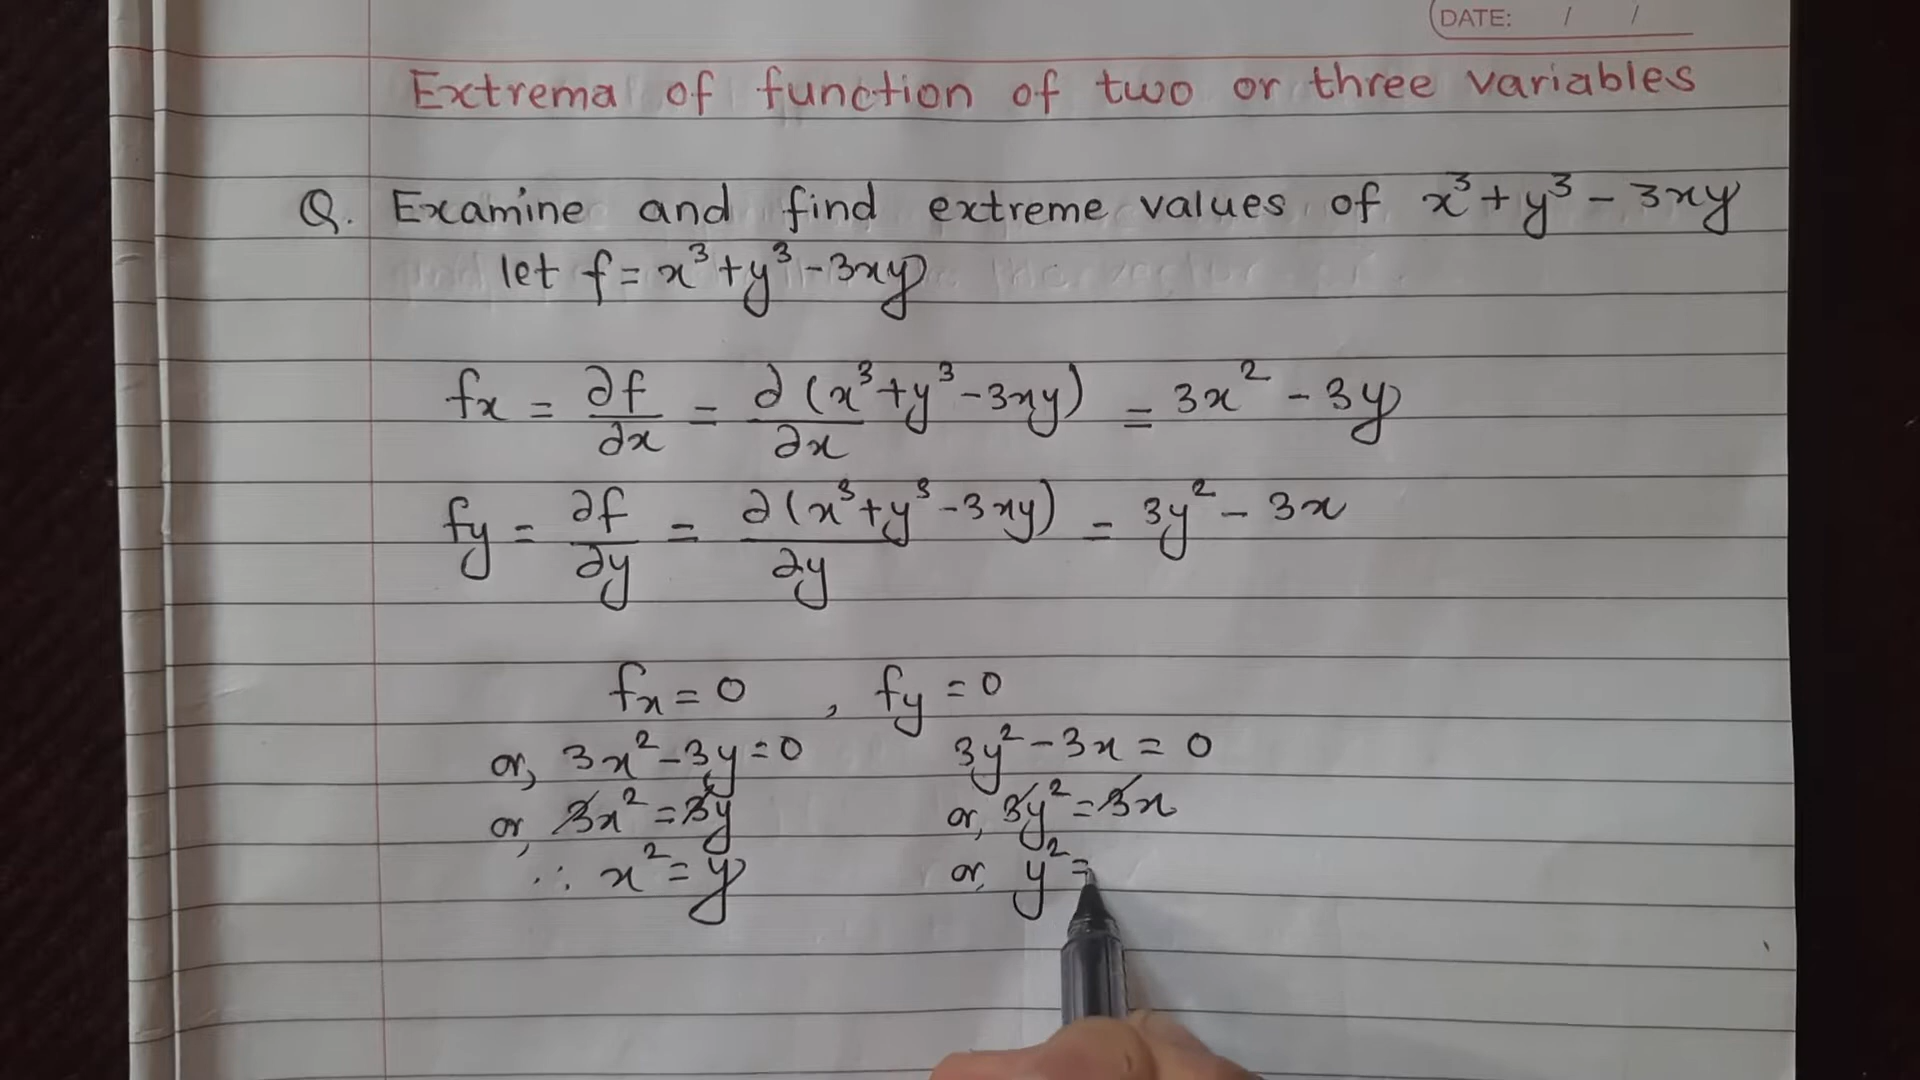 DATE: / /
Extrema of function of two or three variables
Q. Examine and find extreme values of x³+y³-3xy
let f=x³+y³-3xy
fx = ∂f/∂x = ∂(x³+y³-3xy)/∂x = 3x²-3y
fy = ∂f/∂y = ∂(x³+y³-3xy)/∂y = 3y²-3x
fx=0 , fy=0
or, 3x²-3y=0 3y²-3x=0
or, 3x²=3y or, 3y²=3x
∴ x²=y or, y²=